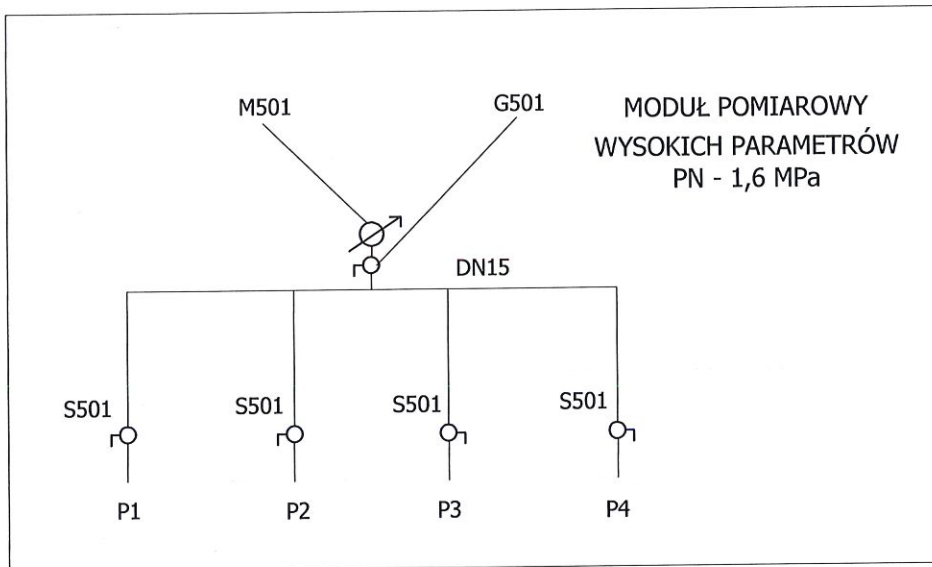 M501
G501
MODUŁ POMIAROWY
WYSOKICH PARAMETRÓW
PN - 1,6 MPa
DN15
S501
S501
S501
S501
P1
P2
P3
P4